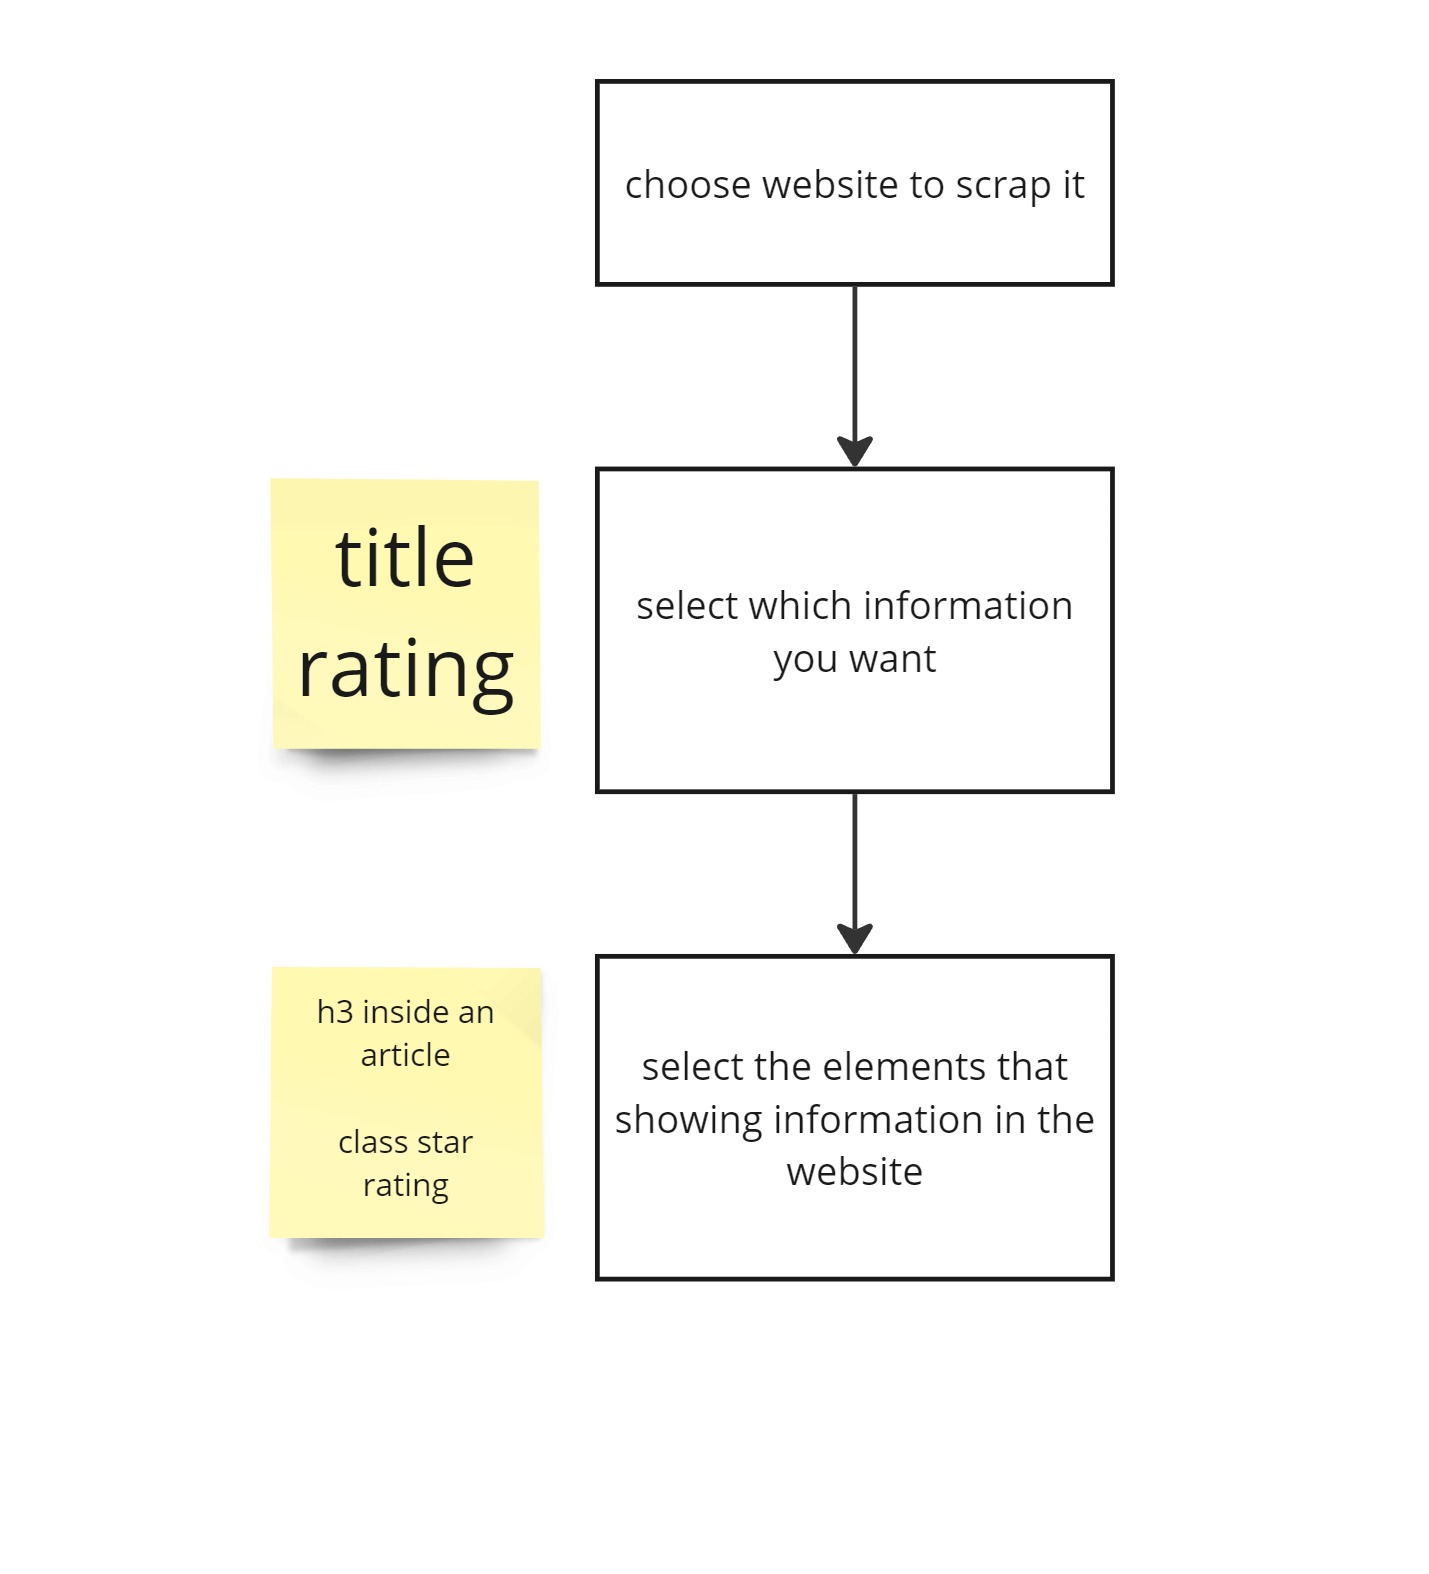 choose website to scrap it
title
rating
select which information
you want
h3 inside an
article
class star
rating
select the elements that
showing information in the
website